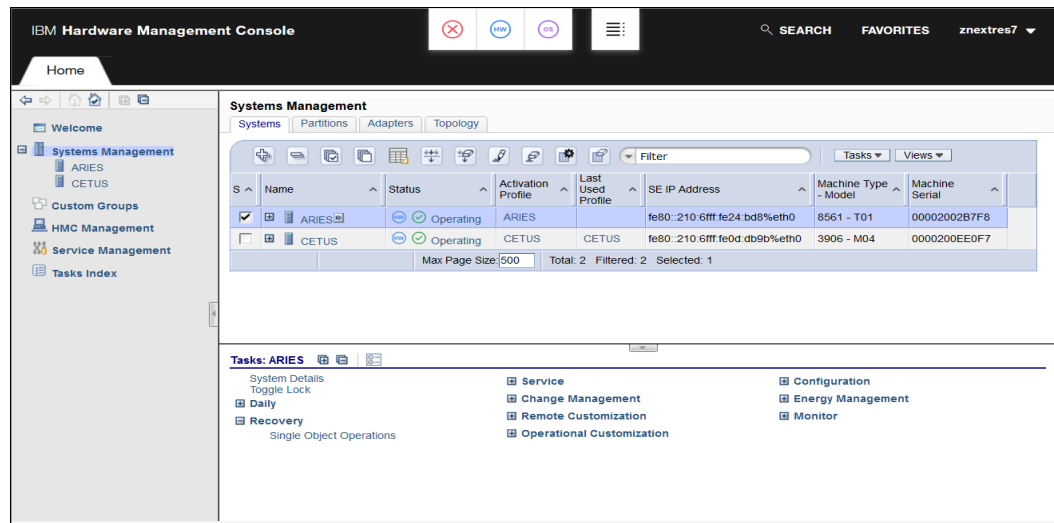 IBM Hardware Management Console
HW
OS
SEARCH
FAVORITES
znextres7
Home
Welcome
Systems Management
ARIES
CETUS
Custom Groups
HMC Management
Service Management
Tasks Index
Systems Management
Systems Partitions Adapters Topology
Filter
Tasks Views
S Name Status Activation Profile Last Used Profile SE IP Address Machine Type - Model Machine Serial
ARIES HW Operating ARIES fe80::210:6fff:fe24:bd8%eth0 8561 - T01 00002002B7F8
CETUS HW Operating CETUS CETUS fe80::210:6fff:fe0d:db9b%eth0 3906 - M04 0000200EE0F7
Max Page Size: 500 Total: 2 Filtered: 2 Selected: 1
Tasks: ARIES
System Details
Toggle Lock
Daily
Recovery
Single Object Operations
Service
Change Management
Remote Customization
Operational Customization
Configuration
Energy Management
Monitor